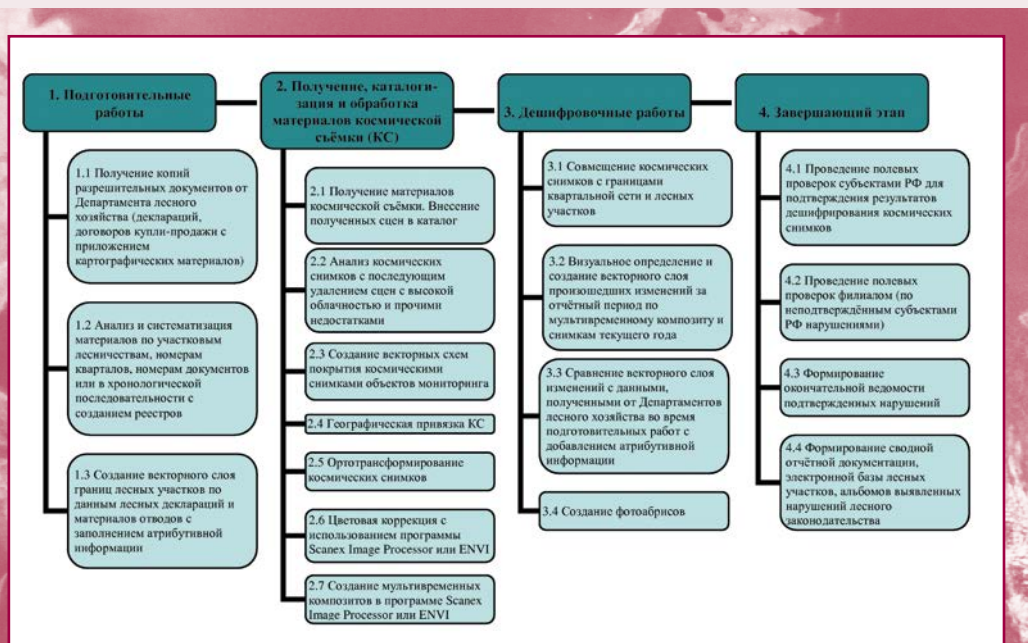 1. Подготовительные
работы
1.1 Получение копий
разрешительных документов от
Департамента лесного
хозяйства (деклараций,
договоров купли-продажи с
приложением
картографических материалов)
1.2 Анализ и систематизация
материалов по участковым
лесничествам, номерам
кварталов, номерам документов
или в хронологической
последовательности с
созданием реестров
1.3 Создание векторного слоя
границ лесных участков по
данным лесных деклараций и
материалов отводов с
заполнением атрибутивной
информации
2. Получение, каталоги-
зация и обработка
материалов космической
съёмки (КС)
2.1 Получение материалов
космической съёмки. Внесение
полученных сцен в каталог
2.2 Анализ космических
снимков с последующим
удалением сцен с высокой
облачностью и прочими
недостатками
2.3 Создание векторных схем
покрытия космическими
снимками объектов мониторинга
2.4 Географическая привязка КС
2.5 Ортотрансформирование
космических снимков
2.6 Цветовая коррекция с
использованием программы
Scanex Image Processor или ENVI
2.7 Создание мультивременных
композитов в программе Scanex
Image Processor или ENVI
3. Дешифровочные работы
3.1 Совмещение космических
снимков с границами
квартальной сети и лесных
участков
3.2 Визуальное определение и
создание векторного слоя
произошедших изменений за
отчётный период по
мультивременному композиту и
снимкам текущего года
3.3 Сравнение векторного слоя
изменений с данными,
полученными от Департаментов
лесного хозяйства во время
подготовительных работ с
добавлением атрибутивной
информации
3.4 Создание фотоабрисов
4. Завершающий этап
4.1 Проведение полевых
проверок субъектами РФ для
подтверждения результатов
дешифрирования космических
снимков
4.2 Проведение полевых
проверок филиалом (по
неподтверждённым субъектами
РФ нарушениями)
4.3 Формирование
окончательной ведомости
подтвержденных нарушений
4.4 Формирование сводной
отчётной документации,
электронной базы лесных
участков, альбомов выявленных
нарушений лесного
законодательства